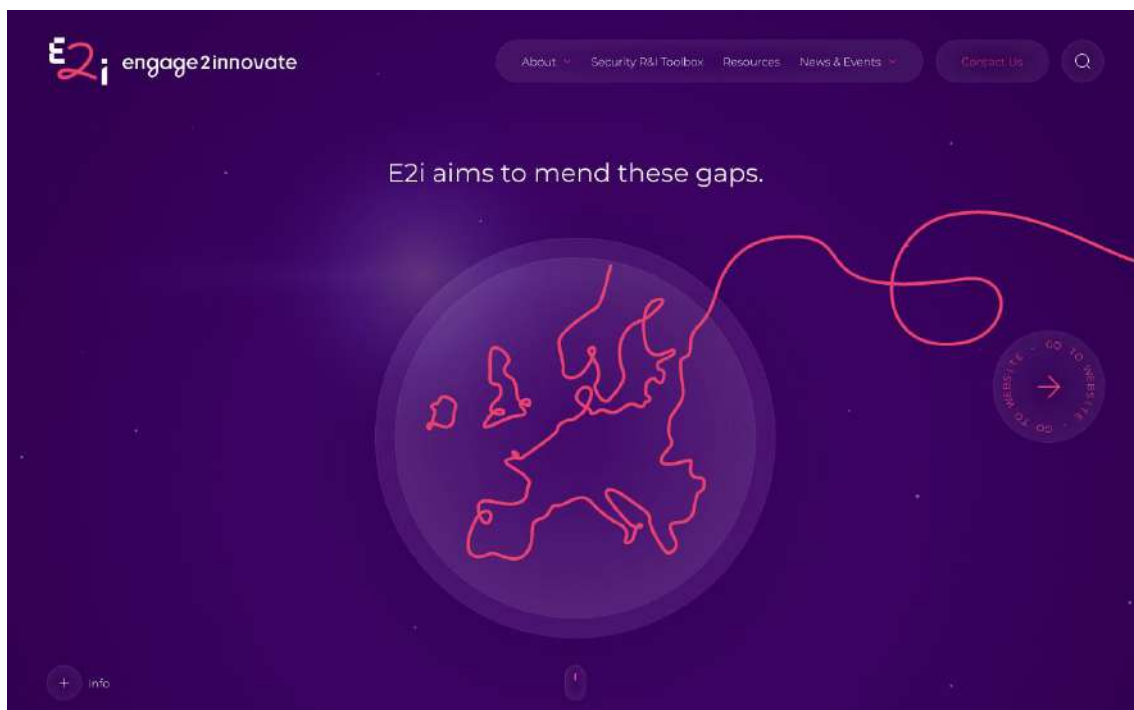 E2i engage2innovate
About Security R&I Toolbox Resources News & Events Contact Us
E2i aims to mend these gaps.
GO TO WEBSITE - GO TO WEBSITE -
Info